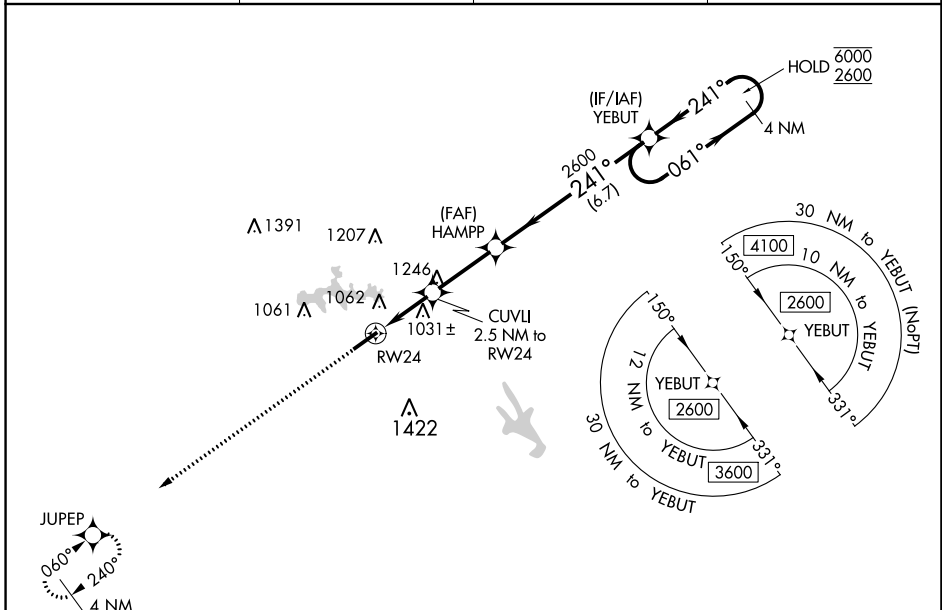 HOLD 6000
2600
(IF/IAF)
YEBUT
241°
4 NM
061°
2600
241°
(6.7)
(FAF)
HAMPP
1391
1207
1246
1062
1061
1031 ±
CUVLI
2.5 NM to
RW24
RW24
1422
JUPEP
060°
240°
4 NM
30 NM to YEBUT (NoPT)
4100
150°
10 NM to YEBUT
2600
YEBUT
331°
150°
YEBUT
2600
12 NM to YEBUT
331°
3600
30 NM to YEBUT